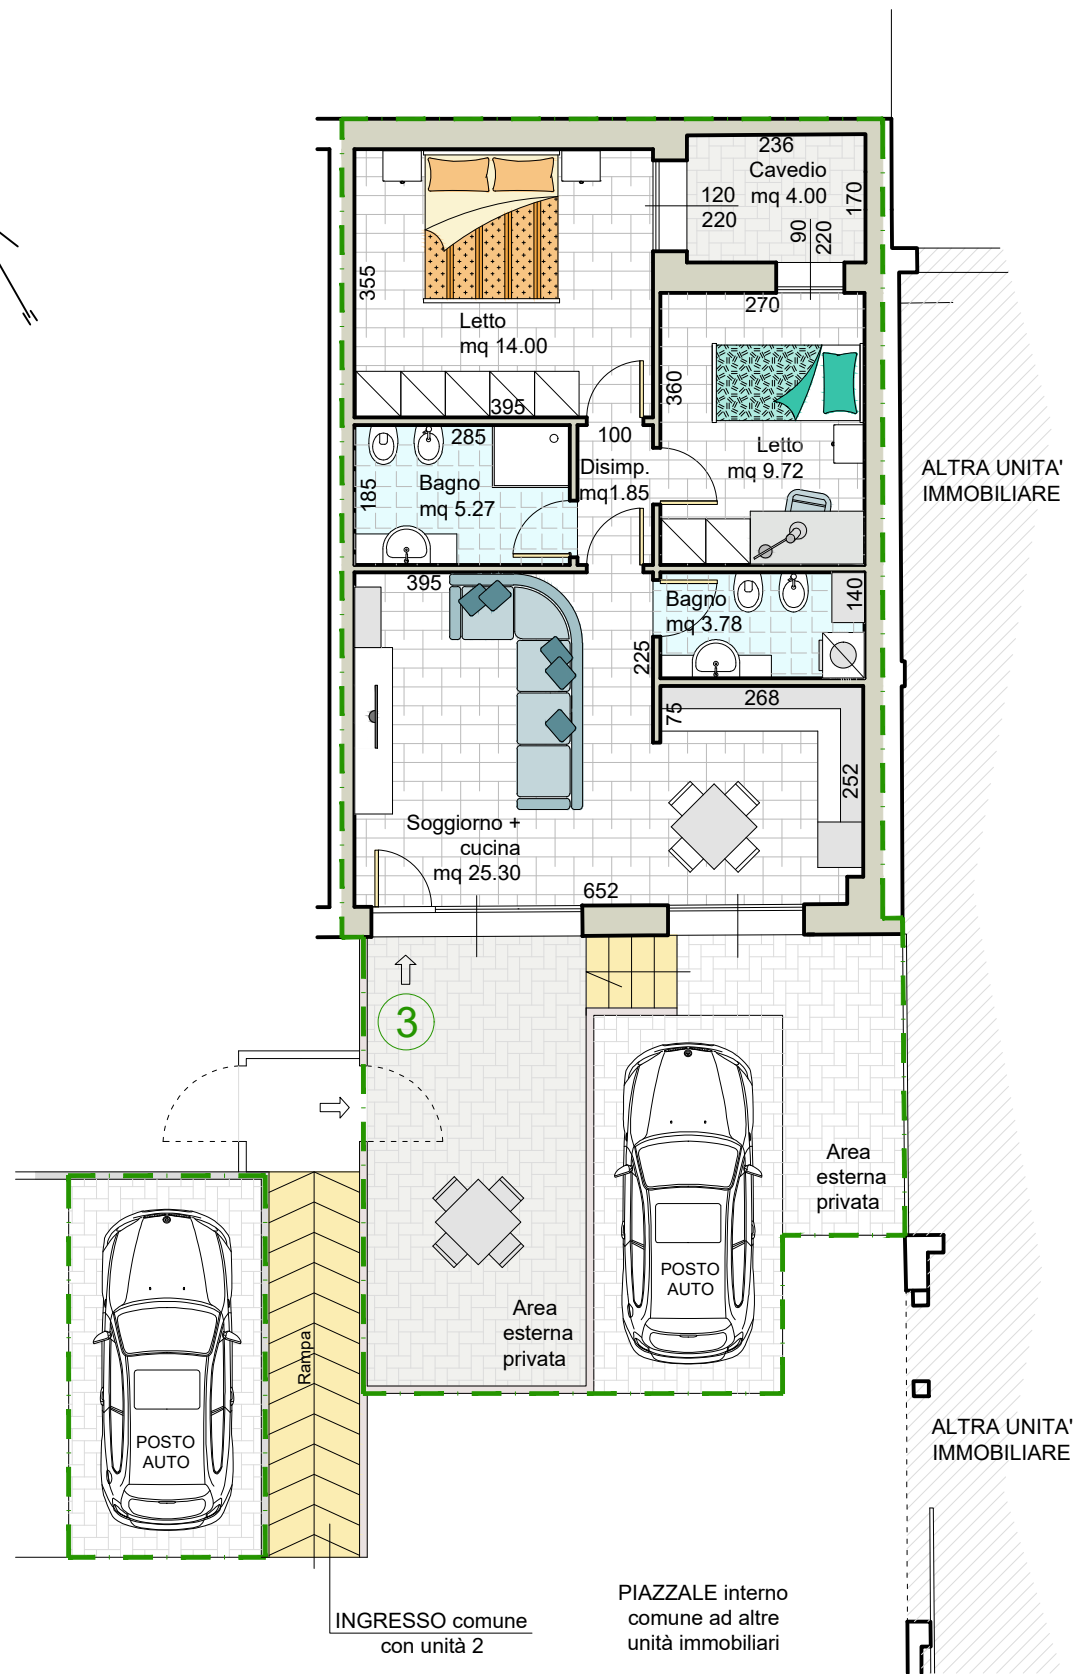 236
Cavedio
mq 4.00
170
120
220
90
220
355
Letto
mq 14.00
395
270
360
Letto
mq 9.72
285
185
Bagno
mq 5.27
100
Disimp.
mq1.85
ALTRA UNITA'
IMMOBILIARE
395
Bagno
mq 3.78
140
225
75
268
252
Soggiorno +
cucina
mq 25.30
652
3
Area
esterna
privata
POSTO
AUTO
Area
esterna
privata
Rampa
POSTO
AUTO
ALTRA UNITA'
IMMOBILIARE
INGRESSO comune
con unità 2
PIAZZALE interno
comune ad altre
unità immobiliari